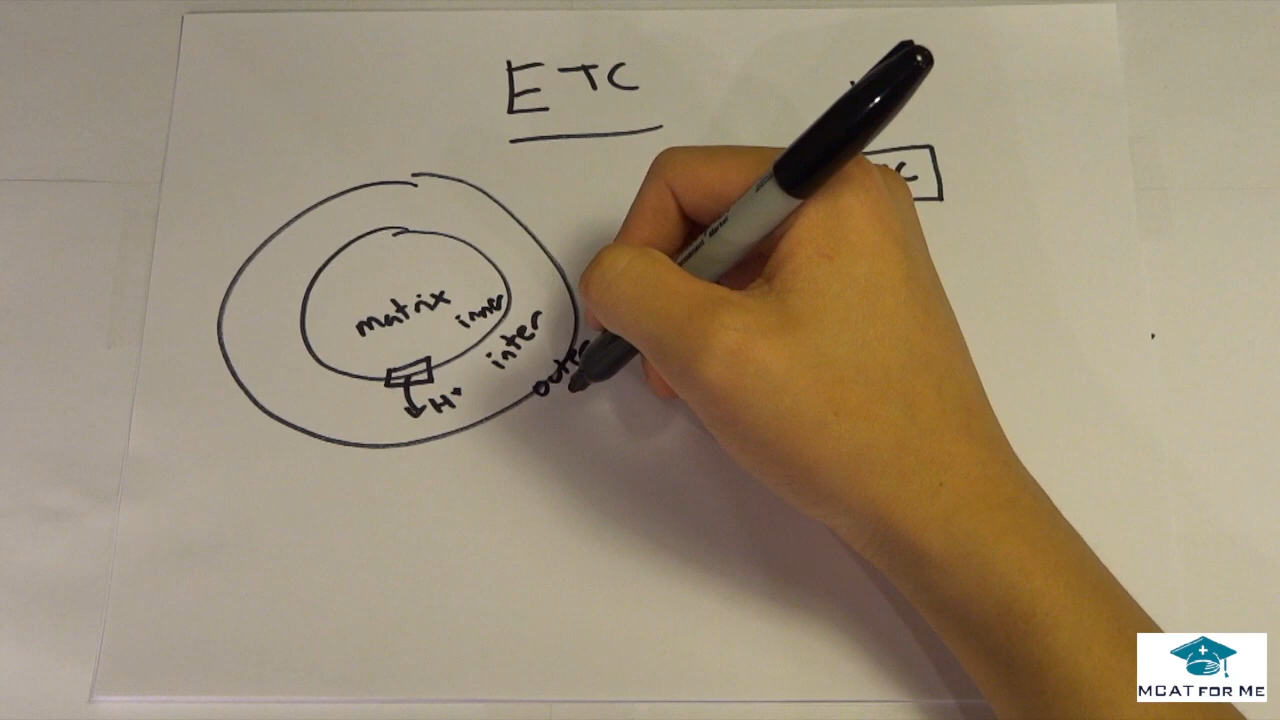 ETC
matrix
inner
inter
outer
H+
MCAT FOR ME